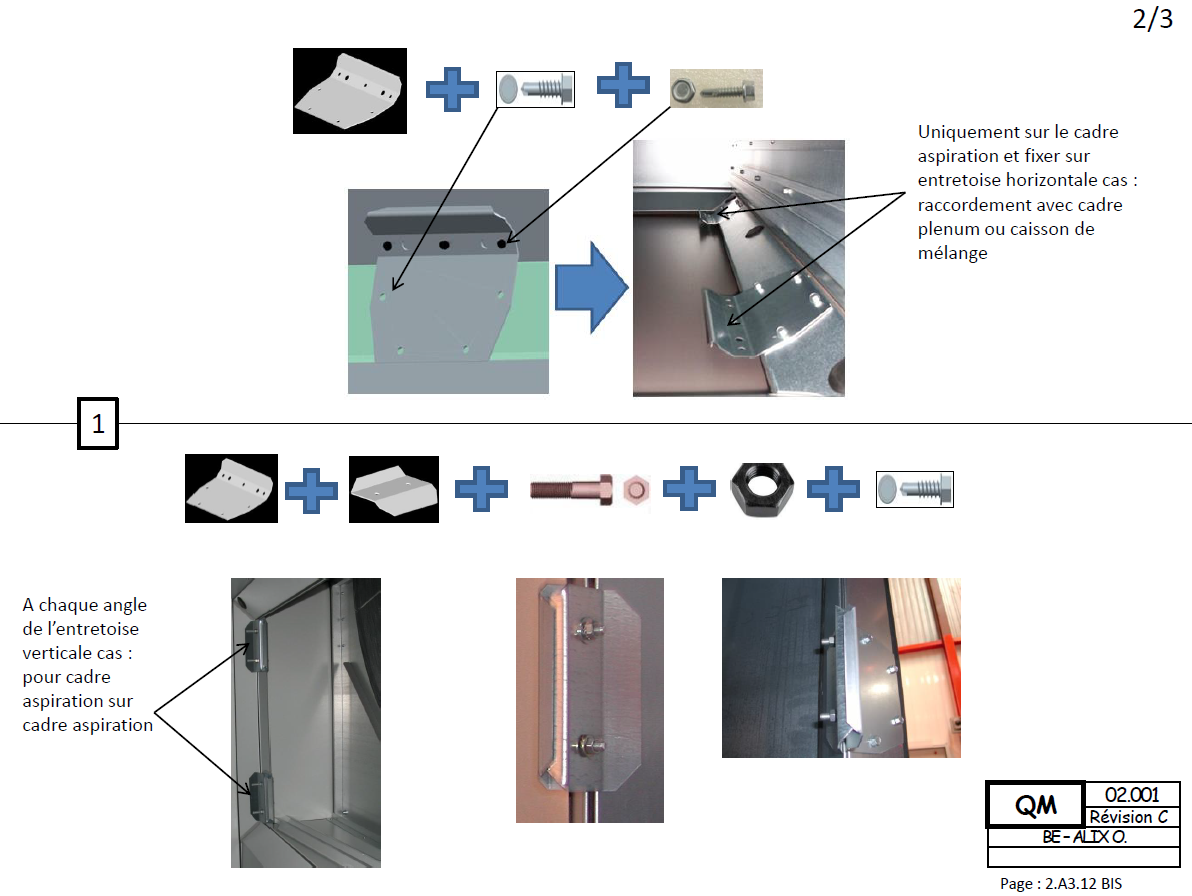 2/3
Uniquement sur le cadre
aspiration et fixer sur
entretoise horizontale cas :
raccordement avec cadre
plenum ou caisson de
mélange
1
A chaque angle
de l’entretoise
verticale cas :
pour cadre
aspiration sur
cadre aspiration
QM
02.001
Révision C
BE – ALIX O.
Page : 2.A3.12 BIS